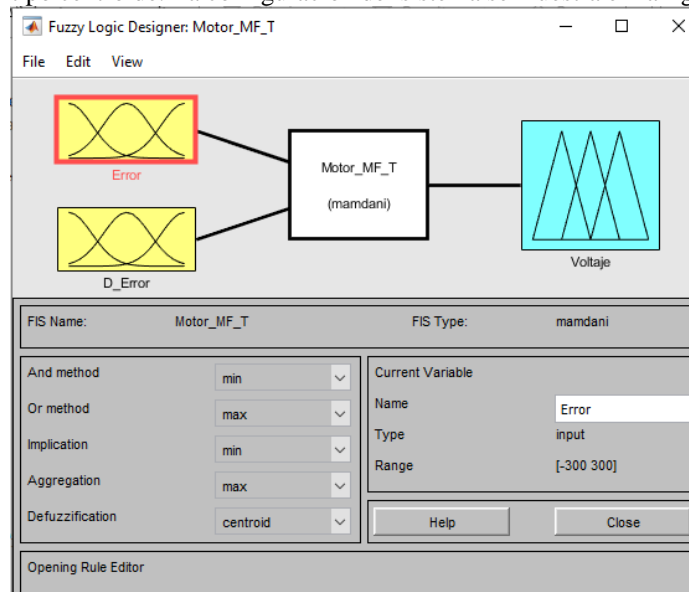 Fuzzy Logic Designer: Motor_MF_T
File Edit View
Error
D_Error
Motor_MF_T
(mamdani)
Voltaje
FIS Name: Motor_MF_T FIS Type: mamdani
And method min
Or method max
Implication min
Aggregation max
Defuzzification centroid
Current Variable
Name Error
Type input
Range [-300 300]
Help Close
Opening Rule Editor